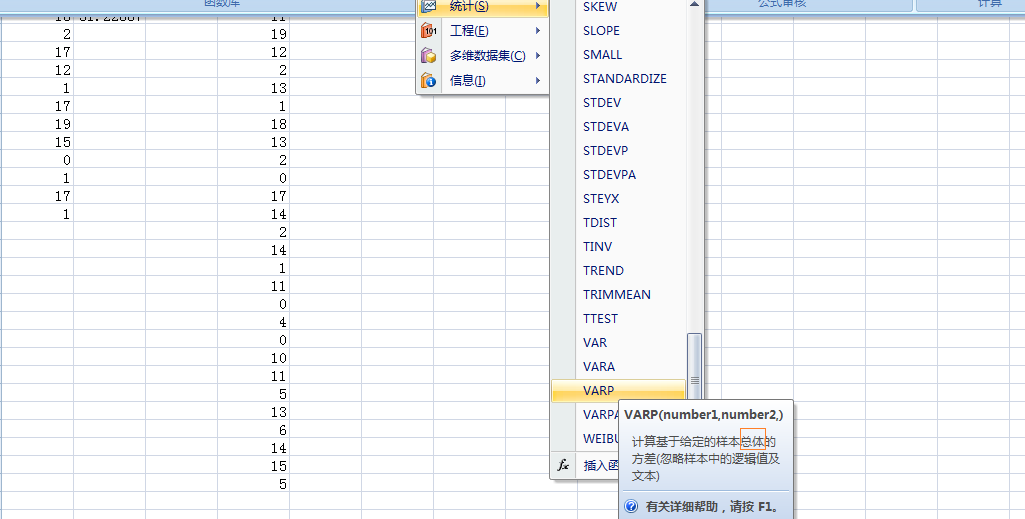 函数库
公式审核
计算
统计(S)
工程(E)
多维数据集(C)
信息(I)
SKEW
SLOPE
SMALL
STANDARDIZE
STDEV
STDEVA
STDEVP
STDEVPA
STEYX
TDIST
TINV
TREND
TRIMMEAN
TTEST
VAR
VARA
VARP
VARPA
WEIBU
fx 插入函
VARP(number1,number2,)
计算基于给定的样本总体的
方差(忽略样本中的逻辑值及
文本)
有关详细帮助，请按 F1。
11
2 19
17 12
12 2
1 13
17 1
19 18
15 13
0 2
1 0
17 17
1 14
2
14
1
11
0
4
0
10
11
5
13
6
14
15
5